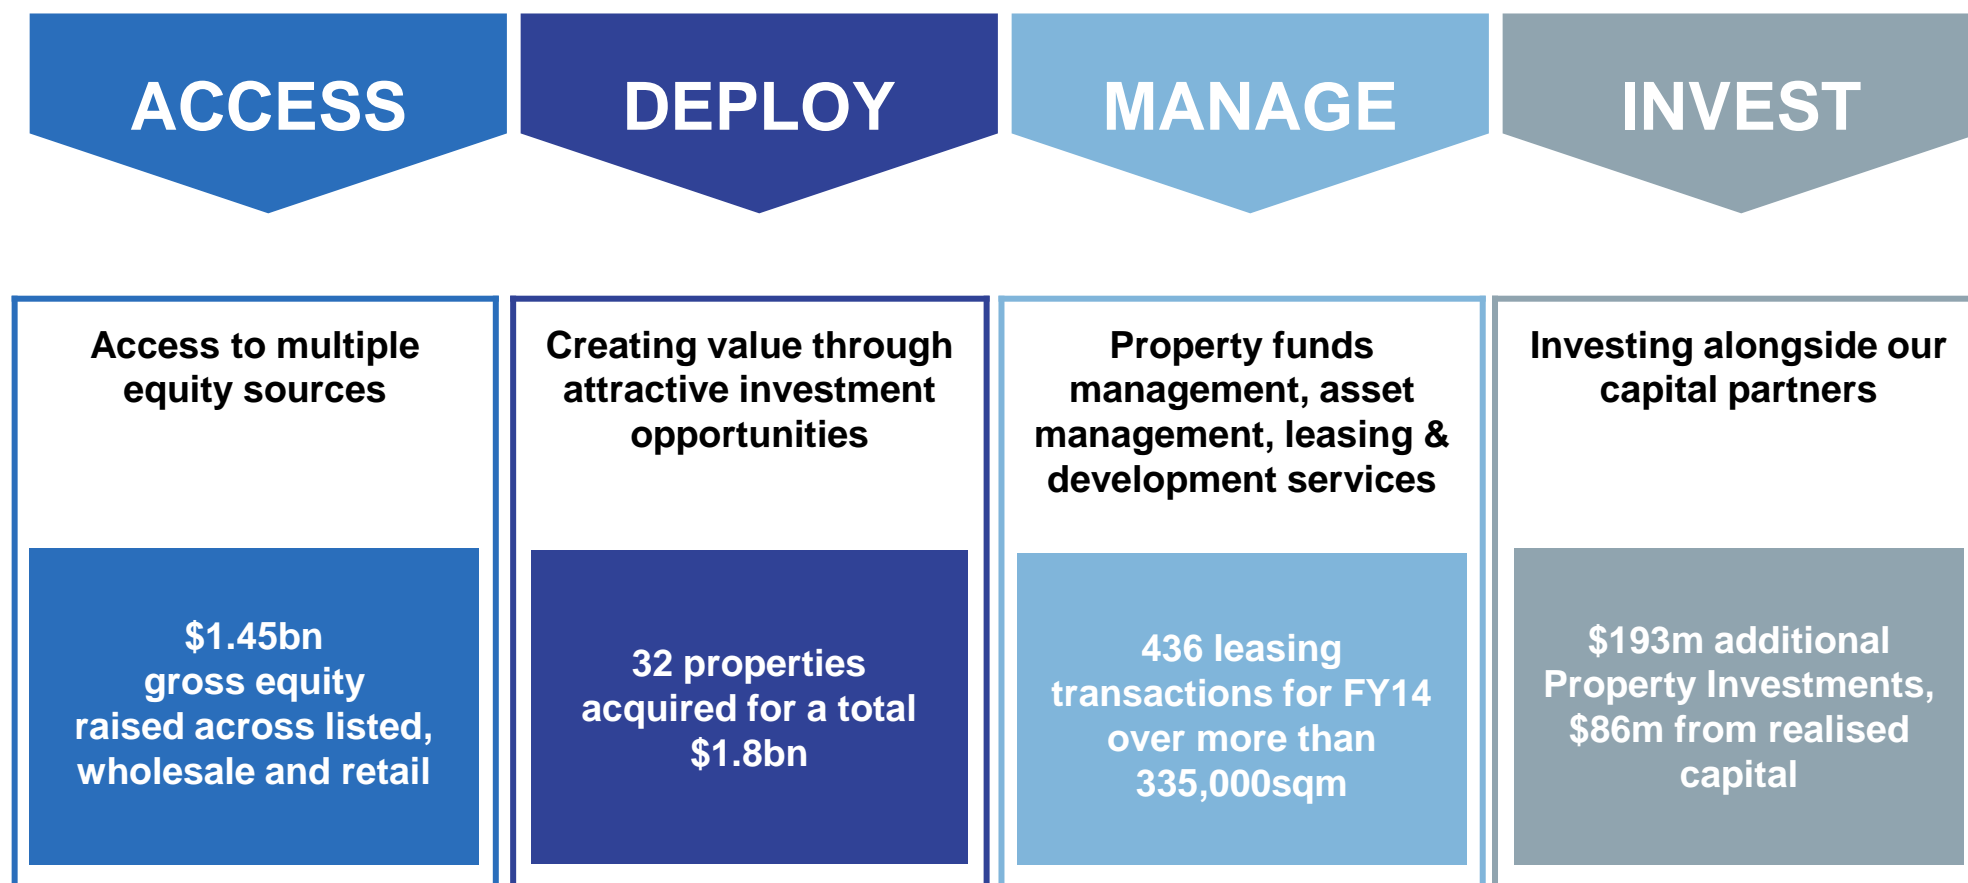 ACCESS
DEPLOY
MANAGE
INVEST
Access to multiple
equity sources
$1.45bn
gross equity
raised across listed,
wholesale and retail
Creating value through
attractive investment
opportunities
32 properties
acquired for a total
$1.8bn
Property funds
management, asset
management, leasing &
development services
436 leasing
transactions for FY14
over more than
335,000sqm
Investing alongside our
capital partners
$193m additional
Property Investments,
$86m from realised
capital